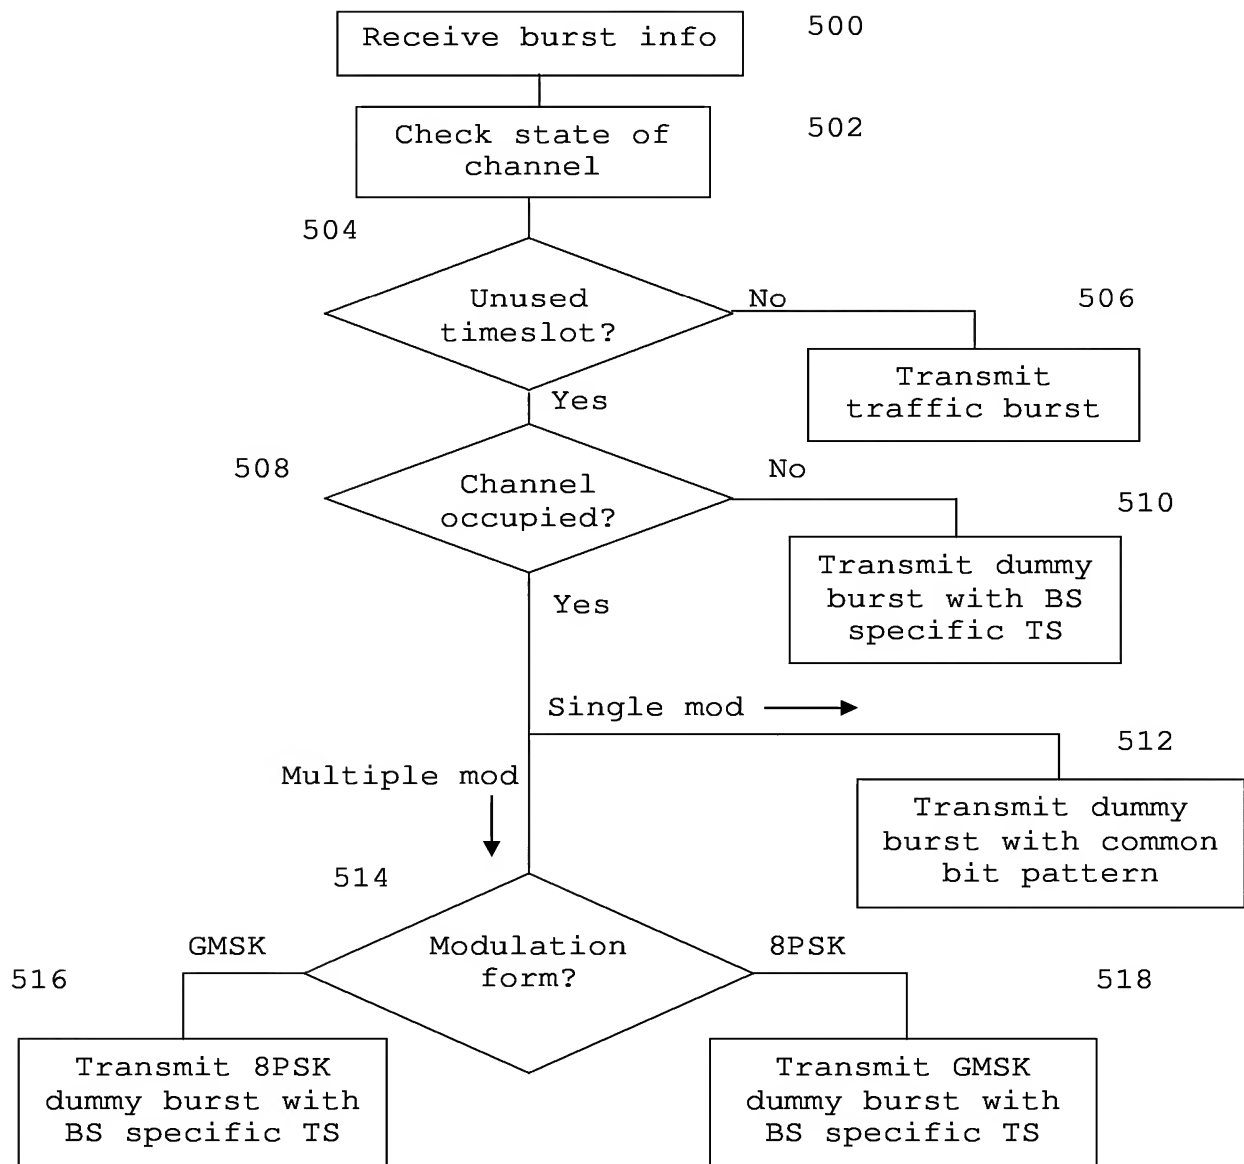 Receive burst info
500
Check state of
channel
502
504
Unused
timeslot?
No
506
Transmit
traffic burst
Yes
508
Channel
occupied?
No
510
Transmit dummy
burst with BS
specific TS
Yes
Single mod
512
Multiple mod
Transmit dummy
burst with common
bit pattern
514
Modulation
form?
GMSK
8PSK
516
518
Transmit 8PSK
dummy burst with
BS specific TS
Transmit GMSK
dummy burst with
BS specific TS